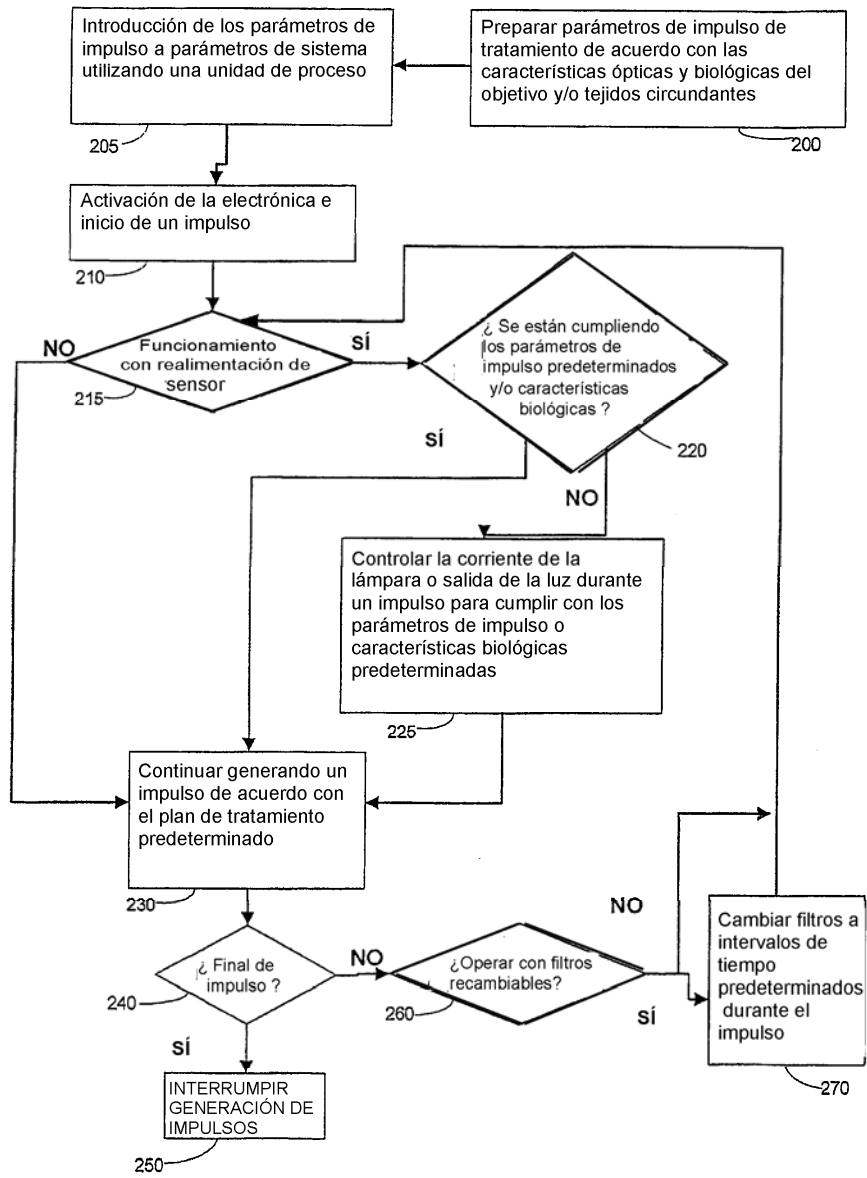 Introducción de los parámetros de
impulso a parámetros de sistema
utilizando una unidad de proceso
205
Preparar parámetros de impulso de
tratamiento de acuerdo con las
características ópticas y biológicas del
objetivo y/o tejidos circundantes
200
Activación de la electrónica e
inicio de un impulso
210
NO
Funcionamiento
con realimentación de
sensor
215
SÍ
¿ Se están cumpliendo
los parámetros de
impulso predeterminados
y/o características
biológicas ?
220
SÍ
NO
Controlar la corriente de la
lámpara o salida de la luz durante
un impulso para cumplir con los
parámetros de impulso o
características biológicas
predeterminadas
225
Continuar generando un
impulso de acuerdo con
el plan de tratamiento
predeterminado
230
¿ Final de
impulso ?
240
NO
SÍ
¿Operar con filtros
recambiables?
260
NO
SÍ
Cambiar filtros a
intervalos de
tiempo
predeterminados
durante el
impulso
270
INTERRUMPIR
GENERACIÓN DE
IMPULSOS
250